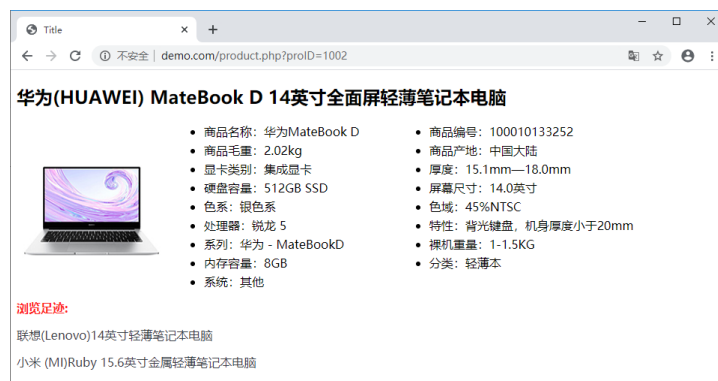 Title
不安全 | demo.com/product.php?proID=1002
华为(HUAWEI) MateBook D 14英寸全面屏轻薄笔记本电脑
商品名称：华为MateBook D
商品毛重：2.02kg
显卡类别：集成显卡
硬盘容量：512GB SSD
色系：银色系
处理器：锐龙 5
系列：华为 - MateBookD
内存容量：8GB
系统：其他
商品编号：100010133252
商品产地：中国大陆
厚度：15.1mm—18.0mm
屏幕尺寸：14.0英寸
色域：45%NTSC
特性：背光键盘，机身厚度小于20mm
裸机重量：1-1.5KG
分类：轻薄本
浏览足迹:
联想(Lenovo)14英寸轻薄笔记本电脑
小米 (MI)Ruby 15.6英寸金属轻薄笔记本电脑